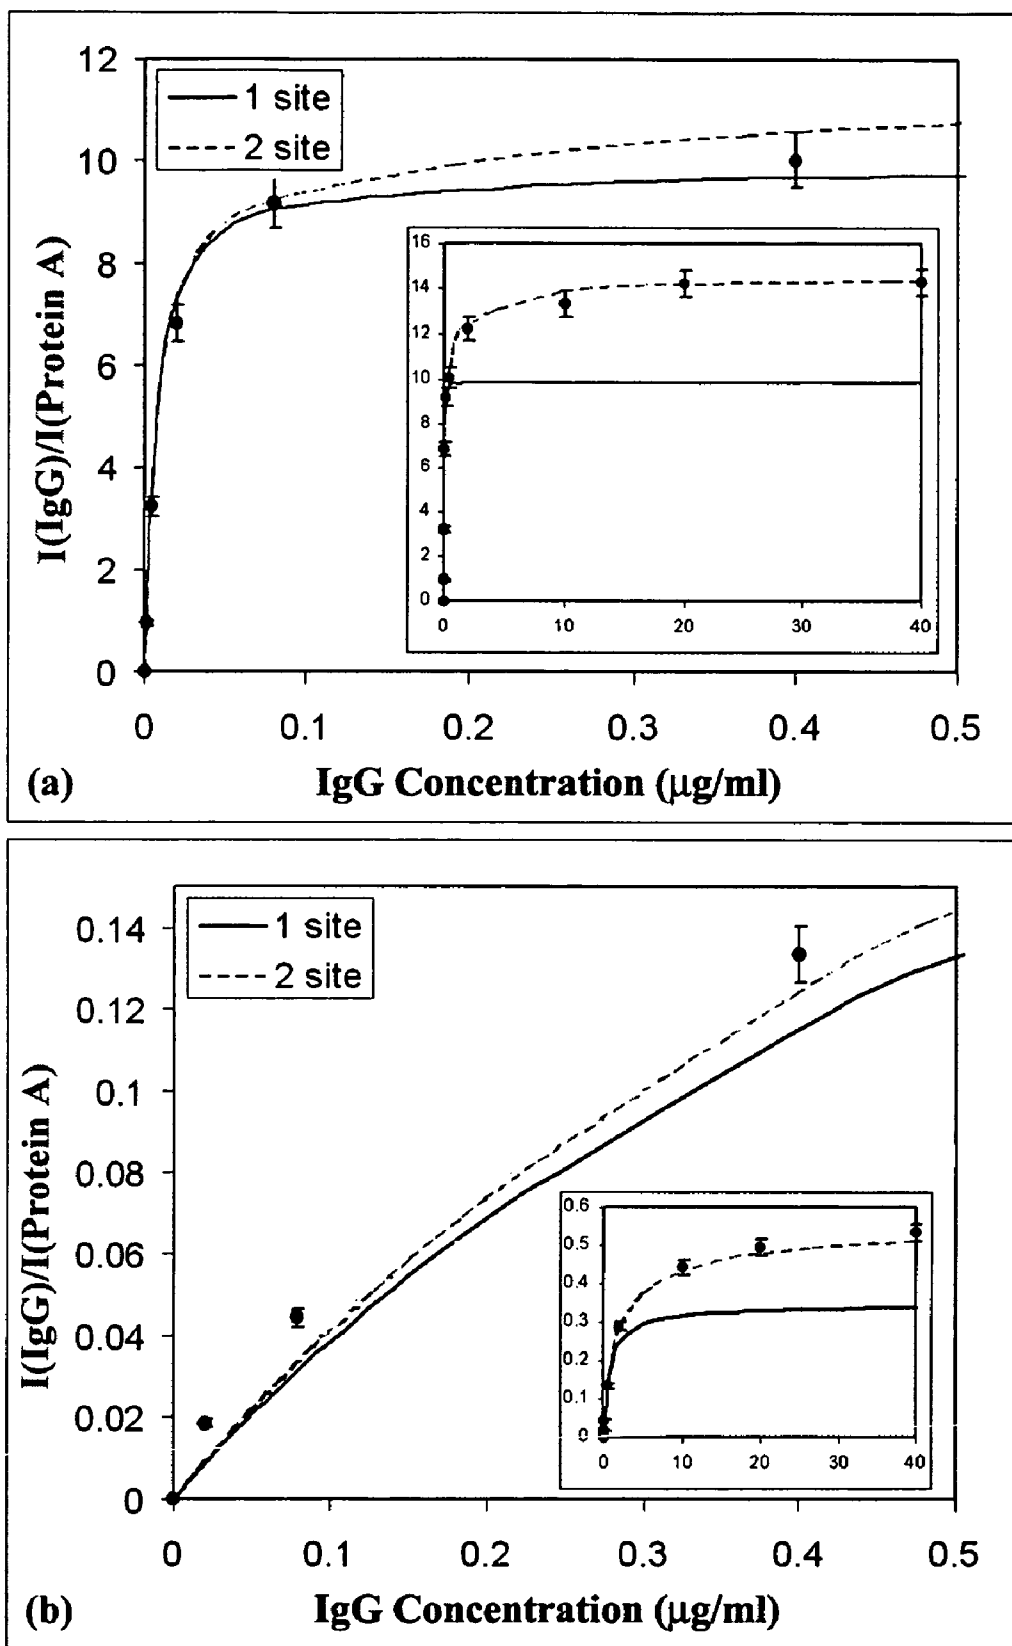 12
10
8
6
4
2
0
I(IgG)/I(Protein A)
1 site
2 site
16
14
12
10
8
6
4
2
0
0 10 20 30 40
0 0.1 0.2 0.3 0.4 0.5
(a) IgG Concentration (µg/ml)
0.14
0.12
0.1
0.08
0.06
0.04
0.02
0
I(IgG)/I(Protein A)
1 site
2 site
0.6
0.5
0.4
0.3
0.2
0.1
0
0 10 20 30 40
0 0.1 0.2 0.3 0.4 0.5
(b) IgG Concentration (µg/ml)